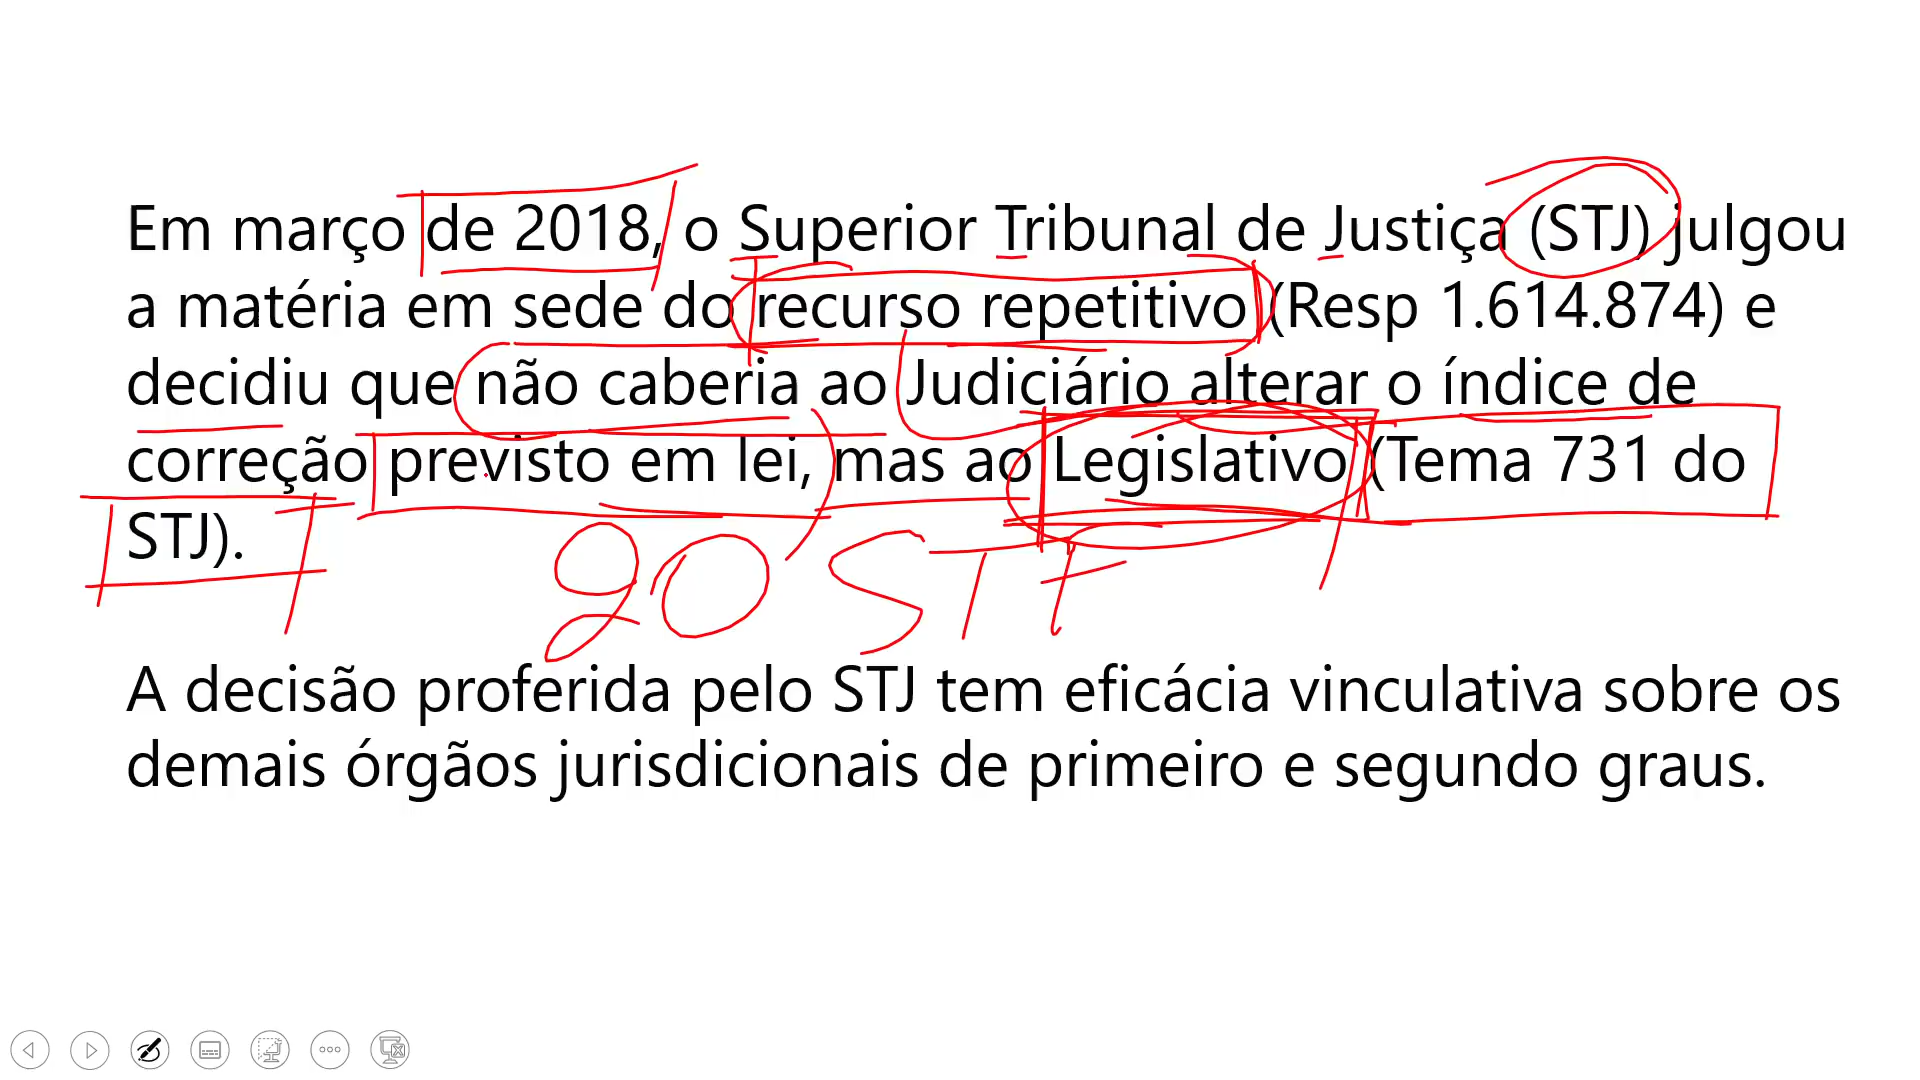 Em março de 2018, o Superior Tribunal de Justiça (STJ) julgou
a matéria em sede do recurso repetitivo (Resp 1.614.874) e
decidiu que não caberia ao Judiciário alterar o índice de
correção previsto em lei, mas ao Legislativo (Tema 731 do
STJ).
20 STF
A decisão proferida pelo STJ tem eficácia vinculativa sobre os
demais órgãos jurisdicionais de primeiro e segundo graus.